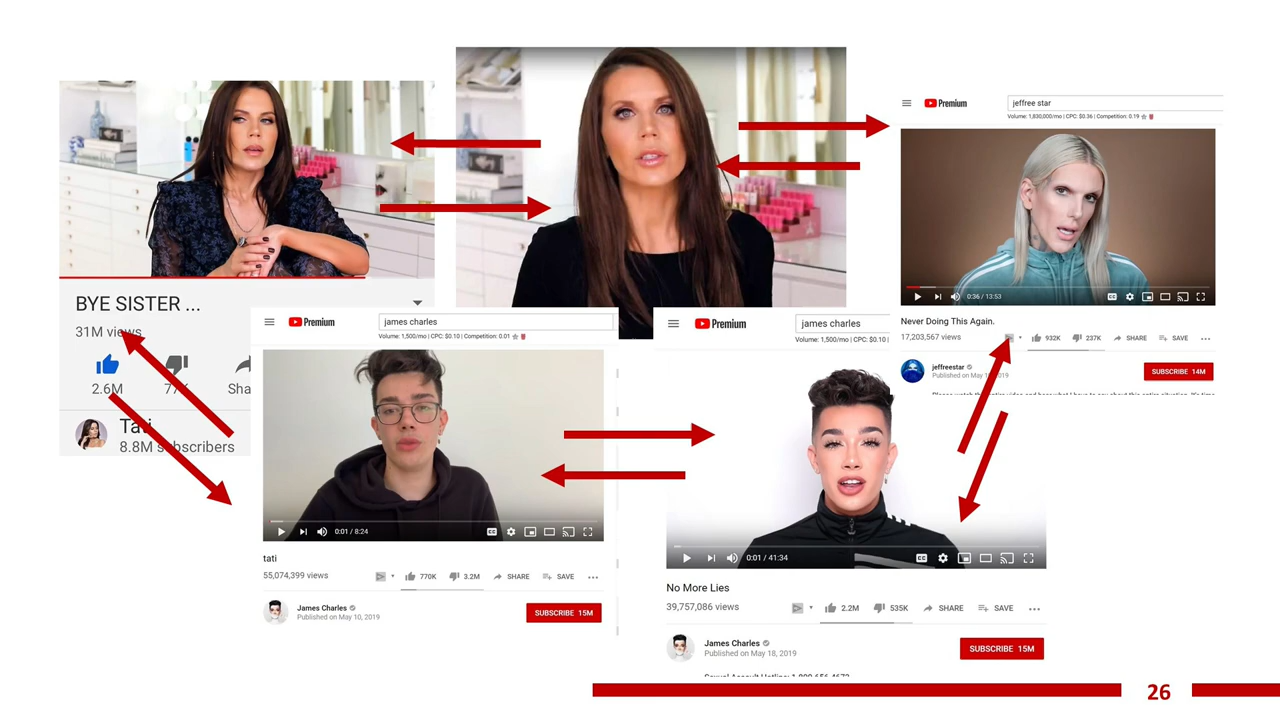 BYE SISTER ...
31M views
2.6M
Tati
8.8M subscribers
Premium
james charles
Volume: 1,500/mo | CPC: $0.10 | Competition: 0.01
0:01 / 8:24
tati
55,074,399 views
770K 3.2M SHARE SAVE
James Charles
Published on May 10, 2019
SUBSCRIBE 15M
Premium
james charles
Volume: 1,500/mo | CPC: $0.10 |
0:01 / 41:34
No More Lies
39,757,086 views
2.2M 535K SHARE SAVE
James Charles
Published on May 18, 2019
SUBSCRIBE 15M
Premium
jeffree star
Volume: 1,830,000/mo | CPC: $0.36 | Competition: 0.19
0:36 / 13:53
Never Doing This Again.
17,203,567 views
932K 237K SHARE SAVE
jeffreestar
Published on May
SUBSCRIBE 14M
26